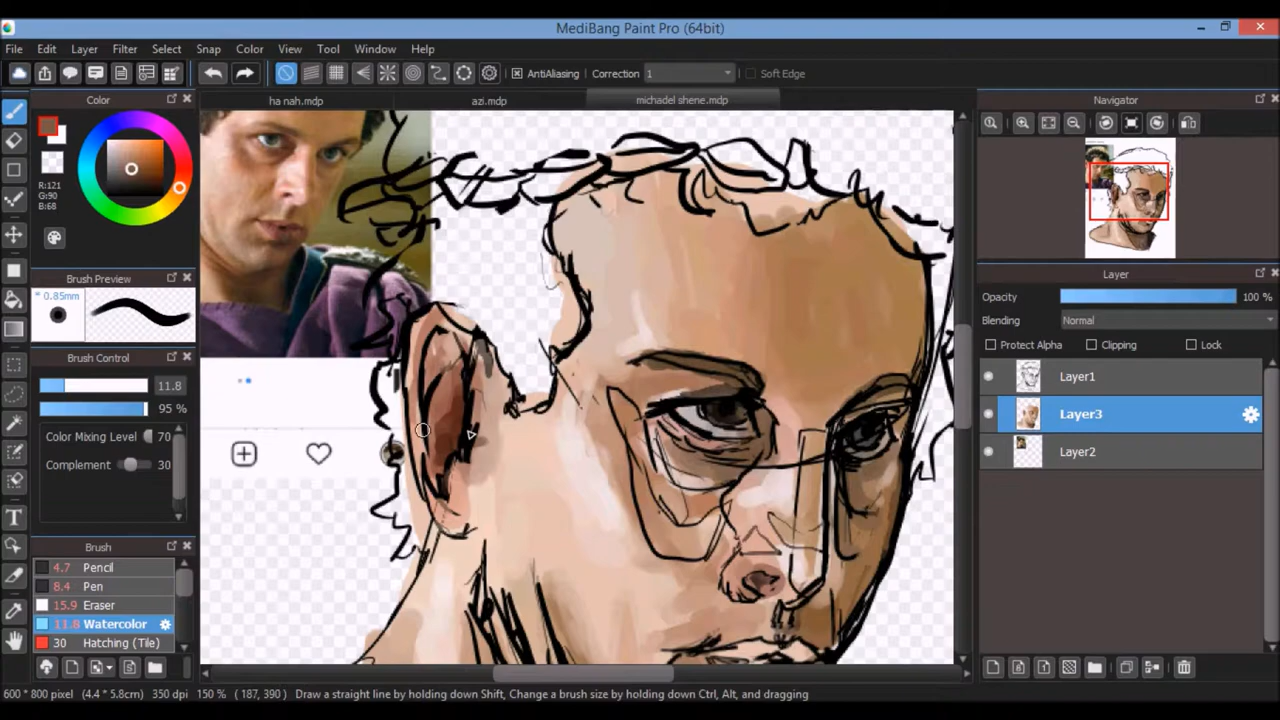 MediBang Paint Pro (64bit)
File Edit Layer Filter Select Snap Color View Tool Window Help
AntiAliasing Correction 1 Soft Edge
Color
ha nah.mdp azi.mdp michadel shene.mdp
Navigator
R:121
G:90
B:68
Brush Preview
* 0.85mm
Layer
Opacity 100 %
Blending Normal
Protect Alpha Clipping Lock
Brush Control
11.8
95 %
Color Mixing Level 70
Complement 30
Layer1
Layer3
Layer2
T
Brush
4.7 Pencil
8.4 Pen
15.9 Eraser
11.8 Watercolor
30 Hatching (Tile)
600 * 800 pixel (4.4 * 5.8cm) 350 dpi 150 % ( 187, 390 ) Draw a straight line by holding down Shift, Change a brush size by holding down Ctrl, Alt, and dragging